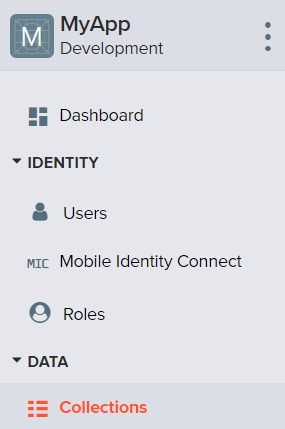 M
MyApp
Development
Dashboard
IDENTITY
Users
MIC Mobile Identity Connect
Roles
DATA
Collections